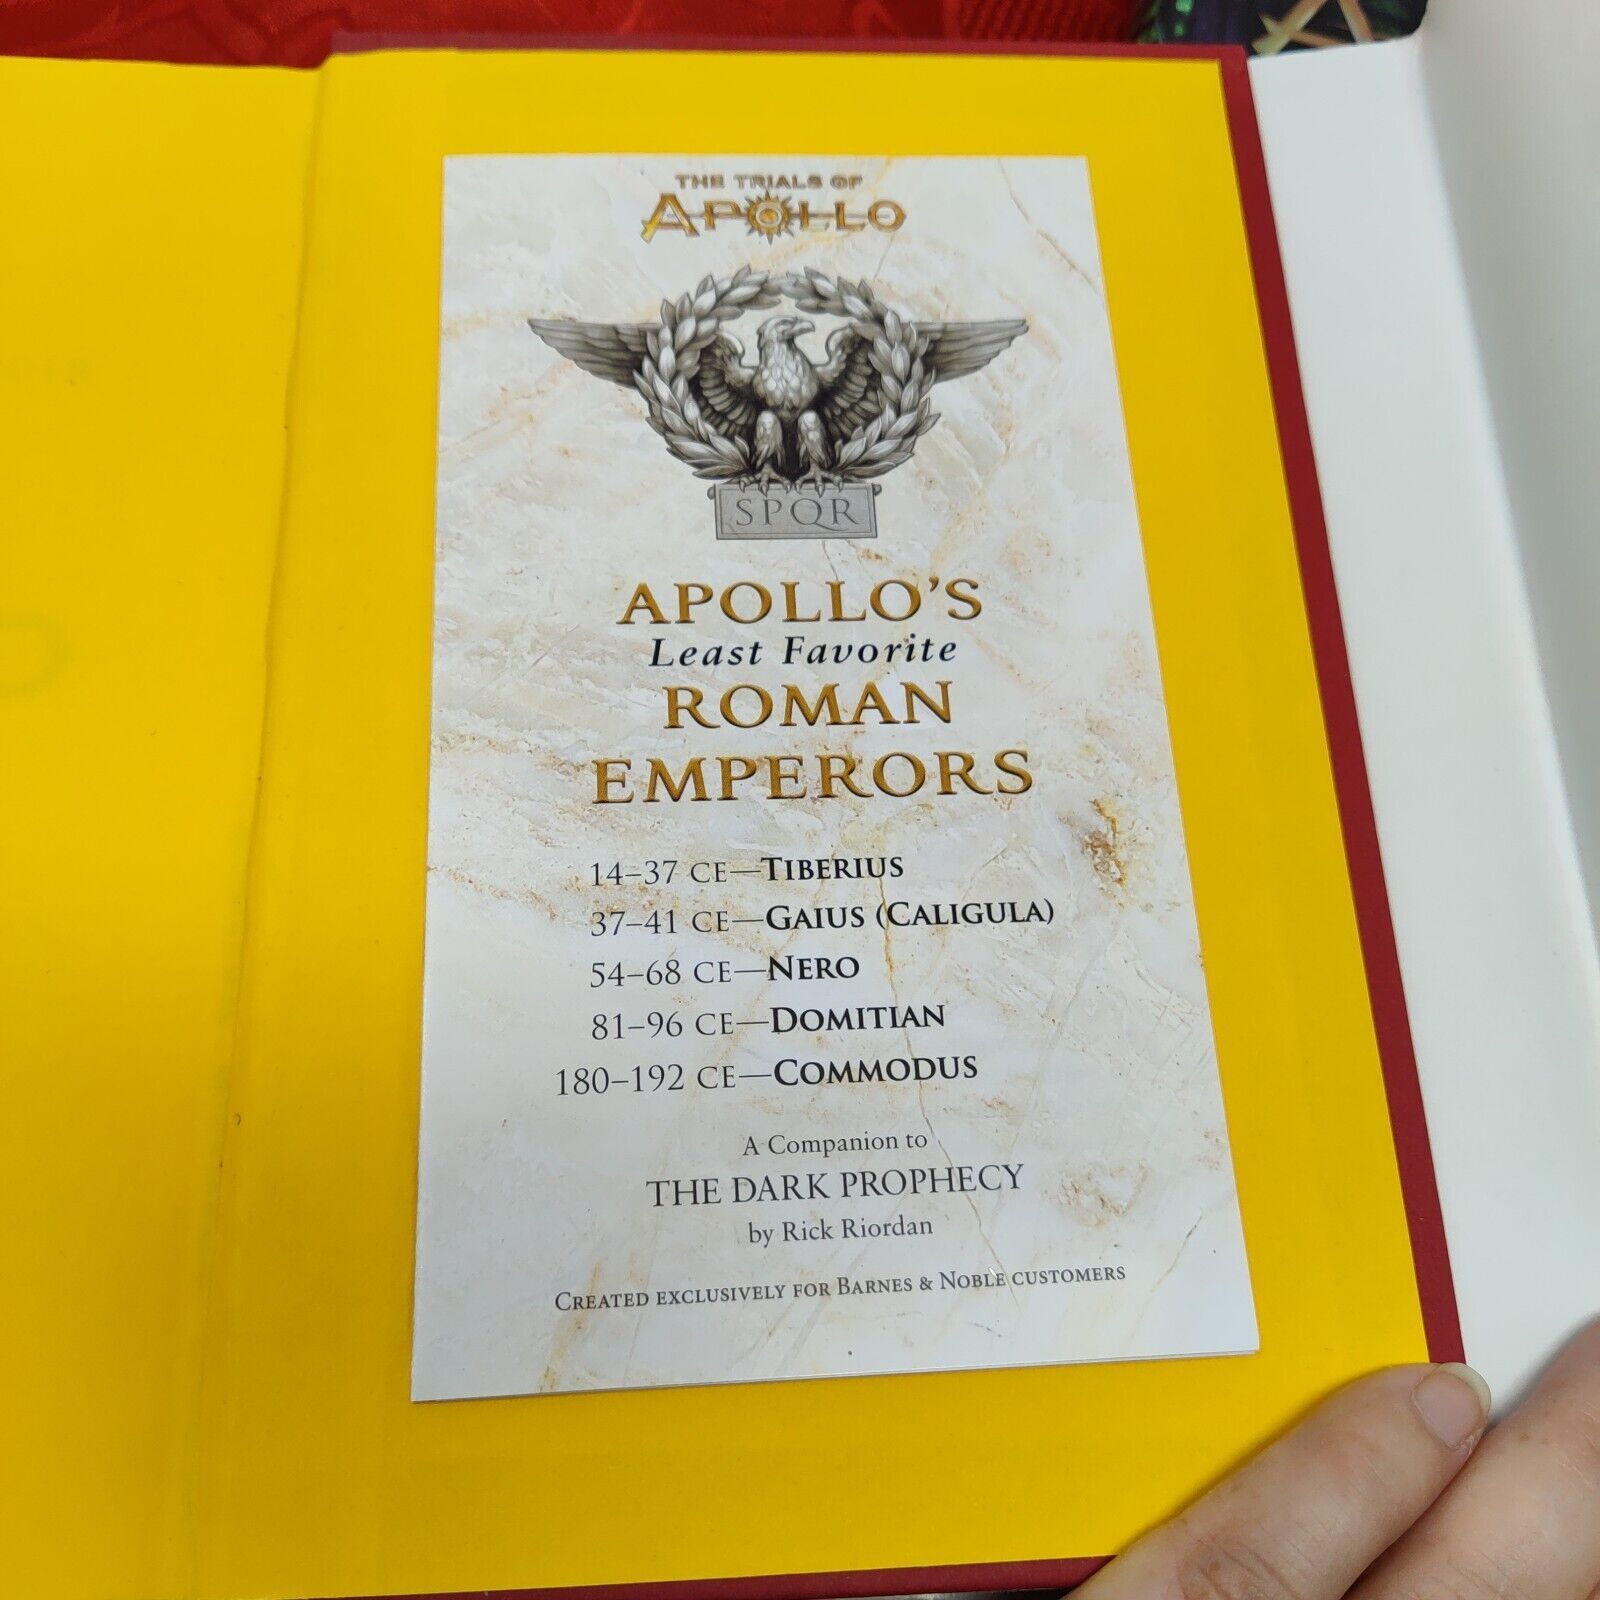 THE TRIALS OF
APOLLO
SPQR
APOLLO'S
Least Favorite
ROMAN
EMPERORS
14–37 CE—TIBERIUS
37–41 CE—GAIUS (CALIGULA)
54–68 CE—NERO
81–96 CE—DOMITIAN
180–192 CE—COMMODUS
A Companion to
THE DARK PROPHECY
by Rick Riordan
CREATED EXCLUSIVELY FOR BARNES & NOBLE CUSTOMERS